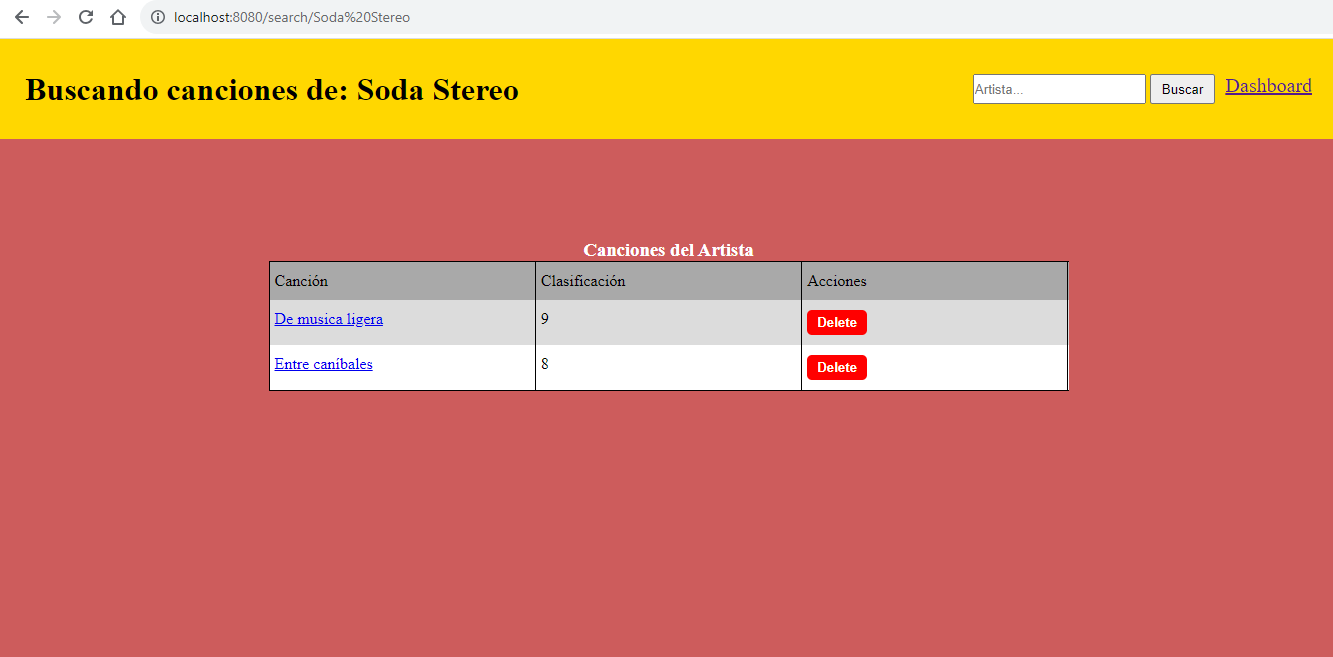 localhost:8080/search/Soda%20Stereo
Buscando canciones de: Soda Stereo
Artista... Buscar Dashboard
Canciones del Artista
Canción Clasificación Acciones
De musica ligera 9 Delete
Entre caníbales 8 Delete